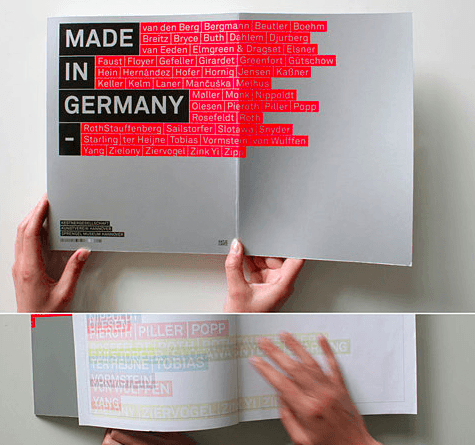 MADE
IN
GERMANY
-
van den Berg Bergmann Beutler Boehm
Breitz Bryce Buth Dahlem Djurberg
van Eeden Elmgreen & Dragset Elsner
Faust Floyer Gefeller Girardet Greenfort Gütschow
Hein Hernández Hofer Hornig Jensen Kaßner
Keller Kelm Laner Mančuška Melhus
Møller Monk Nippoldt
Olesen Pieroth Piller Popp
Rosefeldt Roth
RothStauffenberg Sailstorfer Slotawa Snyder
Starling ter Heijne Tobias Vormstein von Wulffen
Yang Zielony Ziervogel Zink Yi Zipp
KESTNERGESELLSCHAFT
KUNSTVEREIN HANNOVER
SPRENGEL MUSEUM HANNOVER
NIPPOLDT
OLESEN
PIEROTH PILLER POPP
TER HEIJNE TOBIAS
VORMSTEIN
VON WULFFEN
YANG
ZIERVOGEL